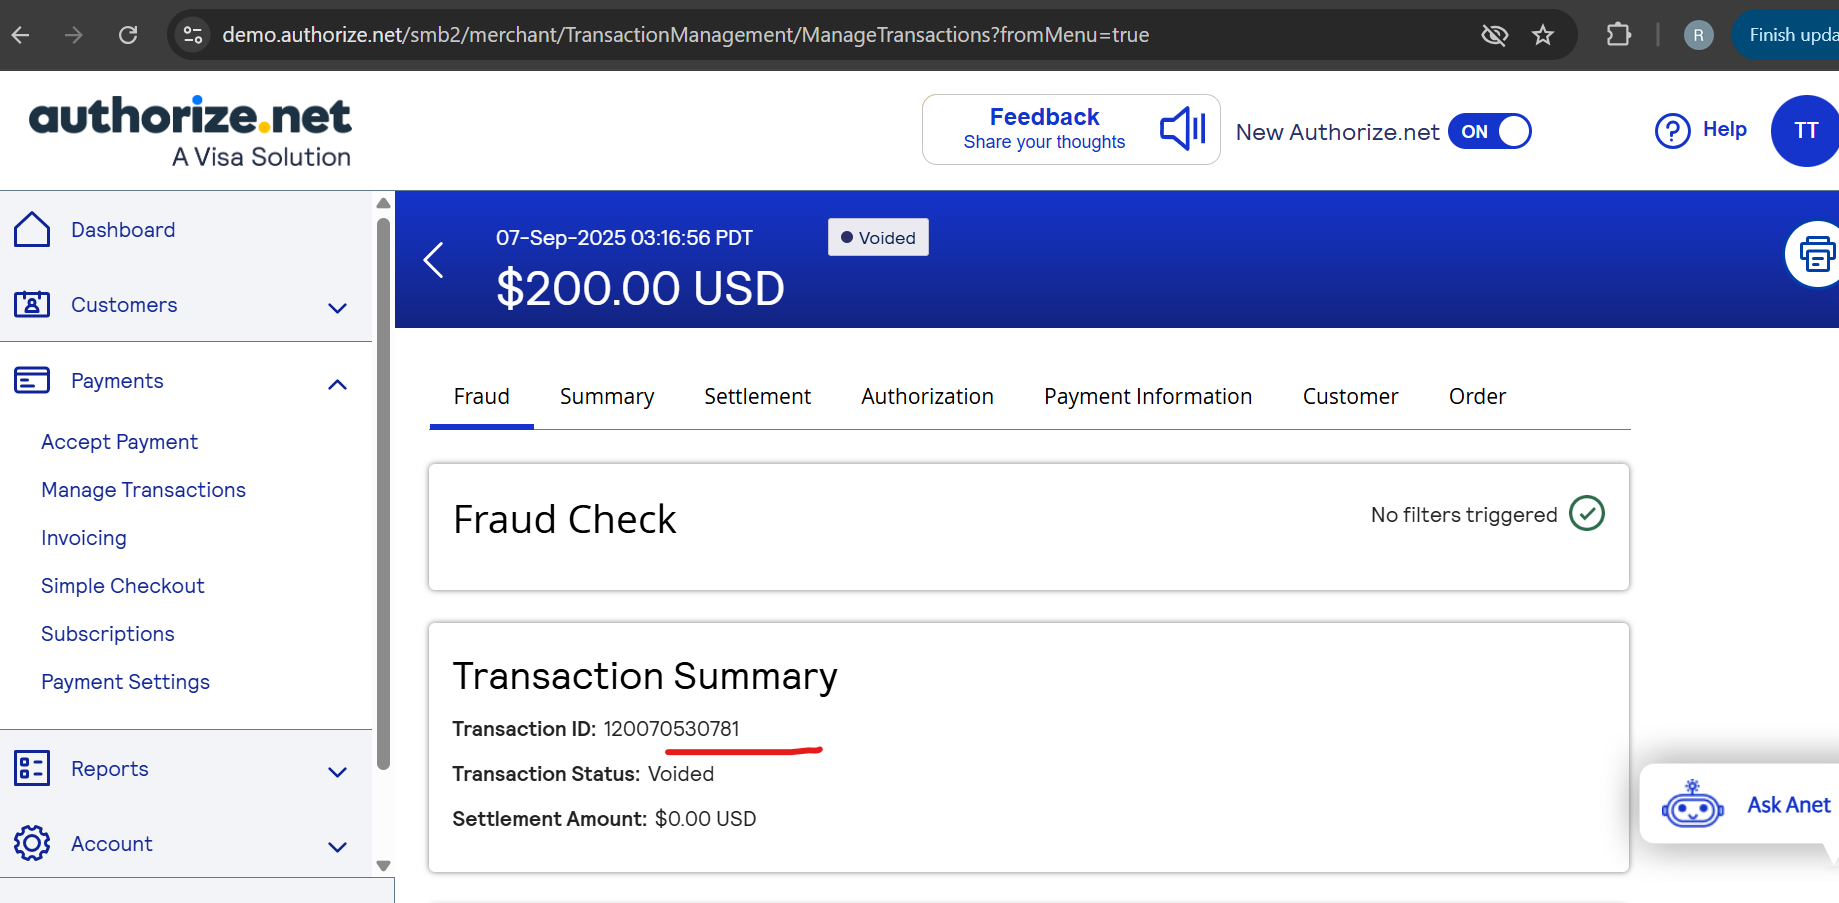 demo.authorize.net/smb2/merchant/TransactionManagement/ManageTransactions?fromMenu=true
R
Finish upda
authorize.net
A Visa Solution
Feedback
Share your thoughts
New Authorize.net ON
Help
TT
Dashboard
Customers
Payments
Accept Payment
Manage Transactions
Invoicing
Simple Checkout
Subscriptions
Payment Settings
Reports
Account
07-Sep-2025 03:16:56 PDT
Voided
$200.00 USD
Fraud Summary Settlement Authorization Payment Information Customer Order
Fraud Check
No filters triggered
Transaction Summary
Transaction ID: 120070530781
Transaction Status: Voided
Settlement Amount: $0.00 USD
Ask Anet